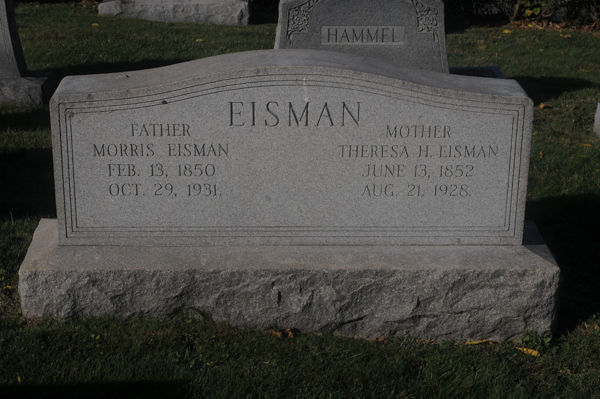 HAMMEL
EISMAN
FATHER
MORRIS EISMAN
FEB. 13, 1850
OCT. 29, 1931.
MOTHER
THERESA H. EISMAN
JUNE 13, 1852
AUG. 21, 1928.